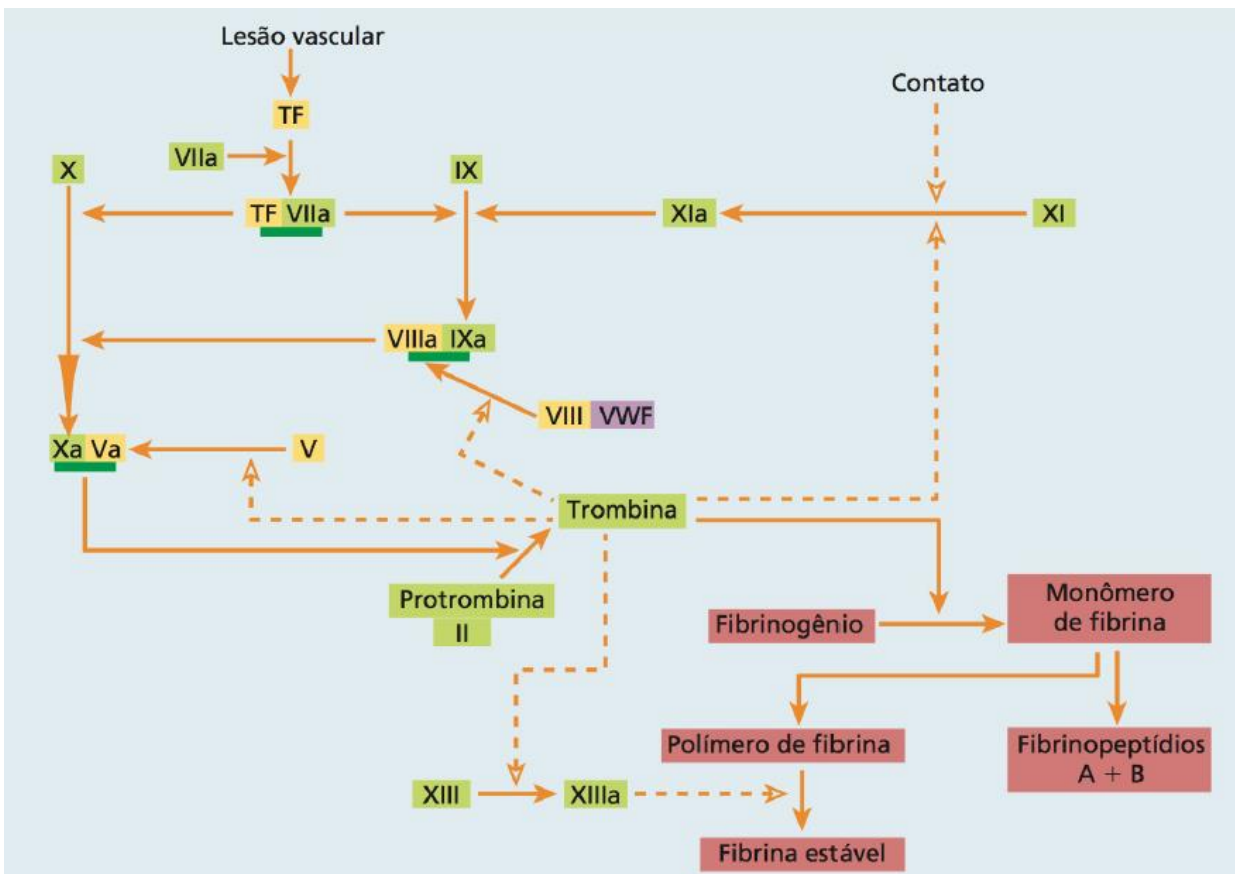 Lesão vascular
TF
Contato
VIIa
X
IX
TF VIIa
XIa
XI
VIIIa IXa
VIII VWF
Xa Va
V
Trombina
Protrombina
II
Fibrinogênio
Monômero
de fibrina
Polímero de fibrina
Fibrinopeptídios
A + B
XIII
XIIIa
Fibrina estável